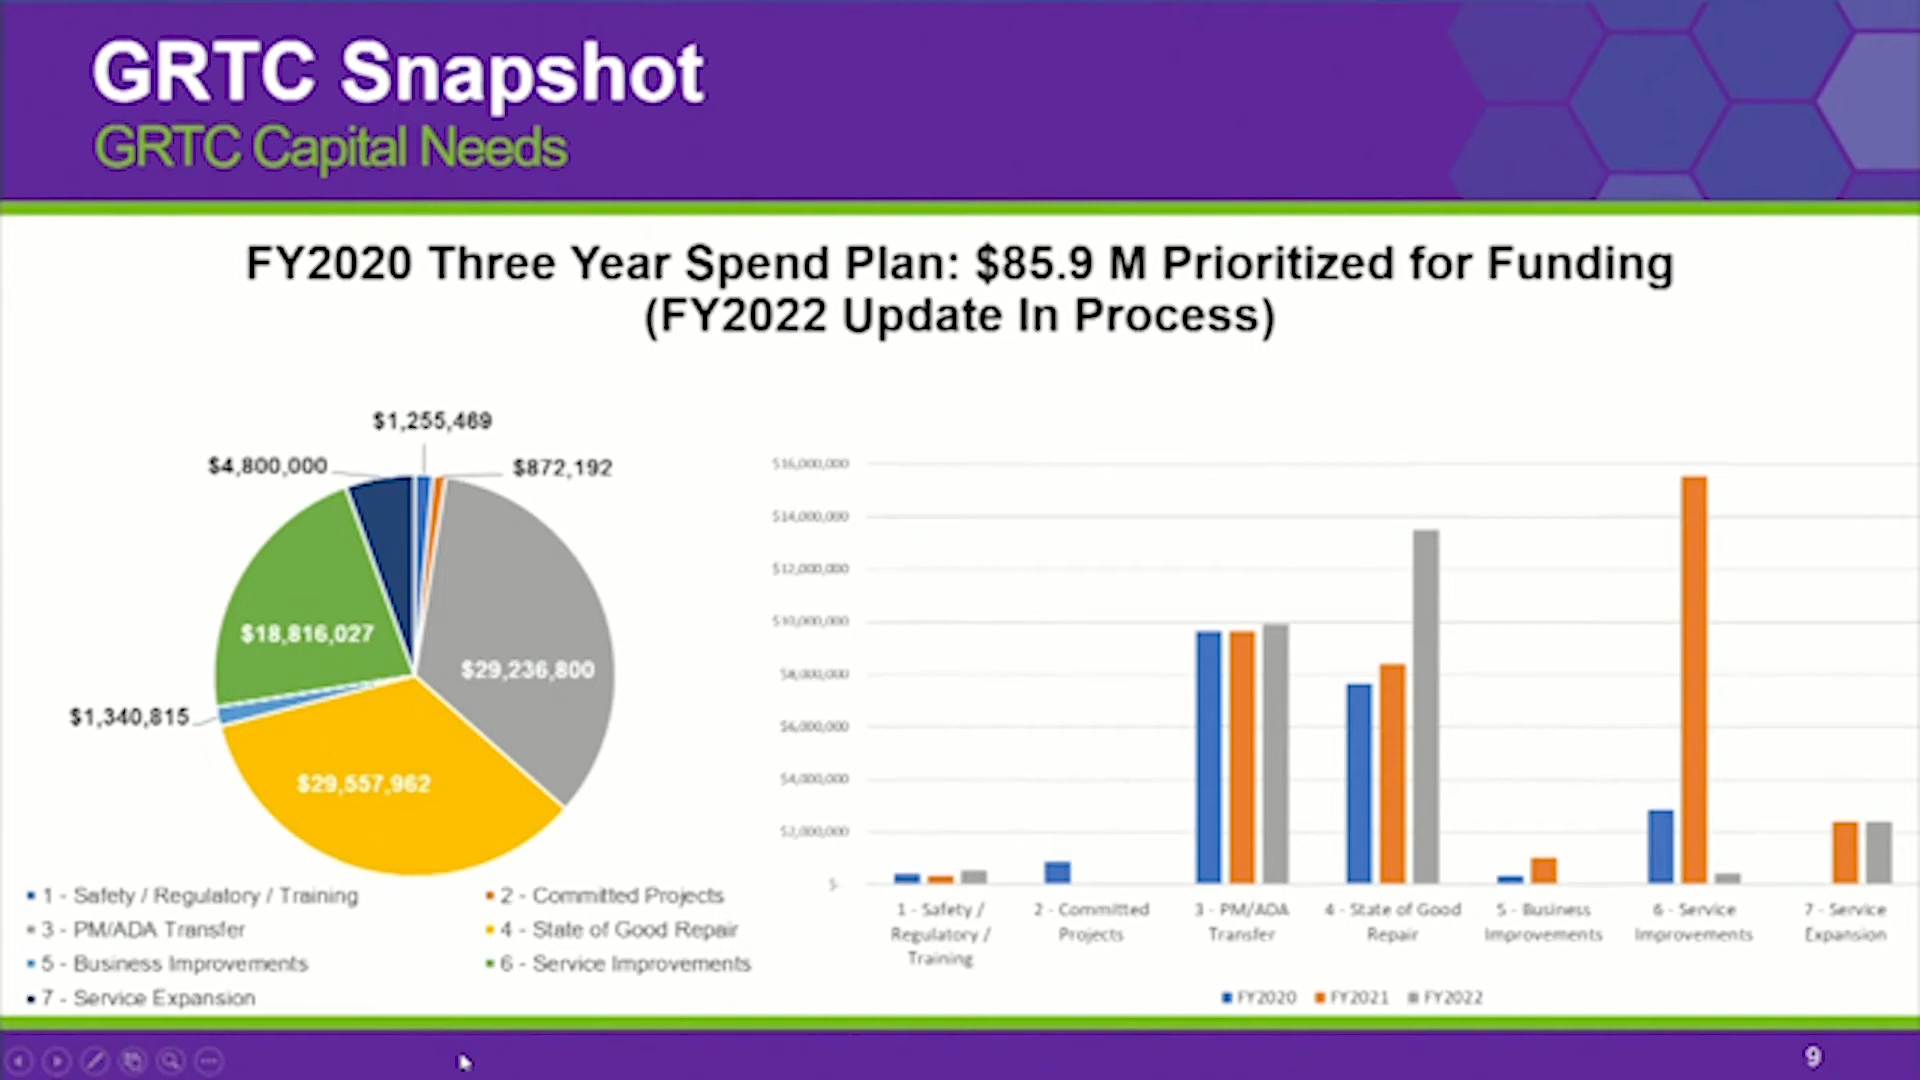 GRTC Snapshot
GRTC Capital Needs
FY2020 Three Year Spend Plan: $85.9 M Prioritized for Funding
(FY2022 Update In Process)
$1,255,469
$4,800,000
$872,192
$18,816,027
$29,236,800
$1,340,815
$29,557,962
1 - Safety / Regulatory / Training
2 - Committed Projects
3 - PM/ADA Transfer
4 - State of Good Repair
5 - Business Improvements
6 - Service Improvements
7 - Service Expansion
$16,000,000
$14,000,000
$12,000,000
$10,000,000
$8,000,000
$6,000,000
$4,000,000
$2,000,000
$-
1 - Safety /
Regulatory /
Training
2 - Committed
Projects
3 - PM/ADA
Transfer
4 - State of Good
Repair
5 - Business
Improvements
6 - Service
Improvements
7 - Service
Expansion
FY2020 FY2021 FY2022
9